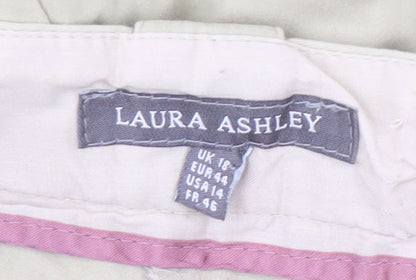 LAURA ASHLEY
UK 18
EUR 44
USA 14
FR 46